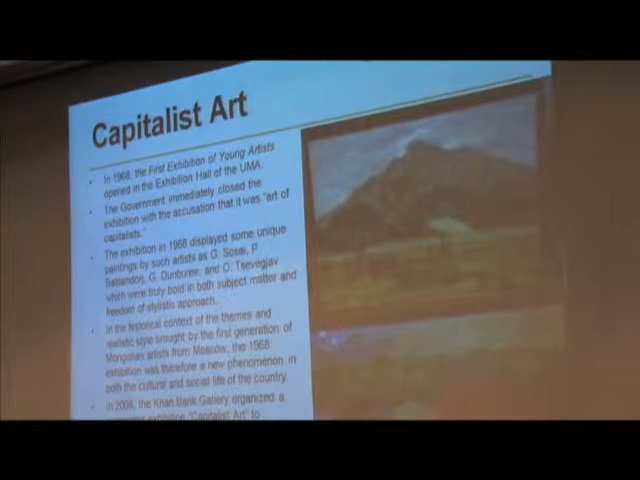 Capitalist Art
• In 1968, the First Exhibition of Young Artists
opened in the Exhibition Hall of the UMA.
• The Government immediately closed the
exhibition with the accusation that it was "art of
capitalists."
• The exhibition in 1968 displayed some unique
paintings by such artists as G. Sosai, P.
Baldandorj, G. Dunburee, and O. Tsevegjav
which were truly bold in both subject matter and
freedom of stylistic approach.
• In the historical context of the themes and
realistic style brought by the first generation of
Mongolian artists from Moscow, the 1968
exhibition was therefore a new phenomenon in
both the cultural and social life of the country.
• In 2008, the Khan Bank Gallery organized a
exhibition "Capitalist Art" to